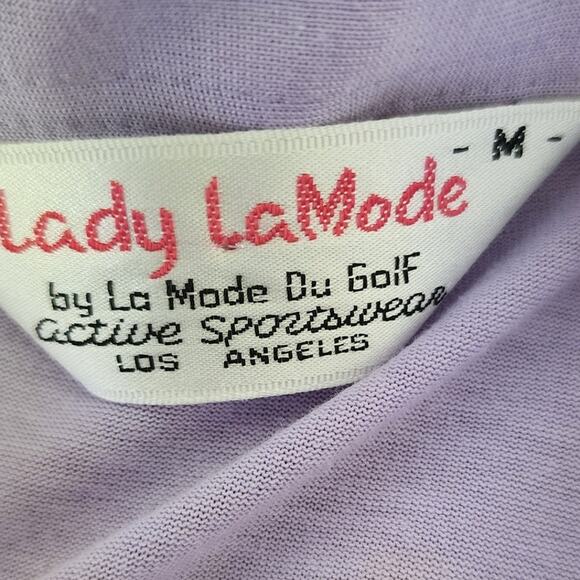 - M -
Lady LaMode
by La Mode Du Golf
active Sportswear
LOS ANGELES